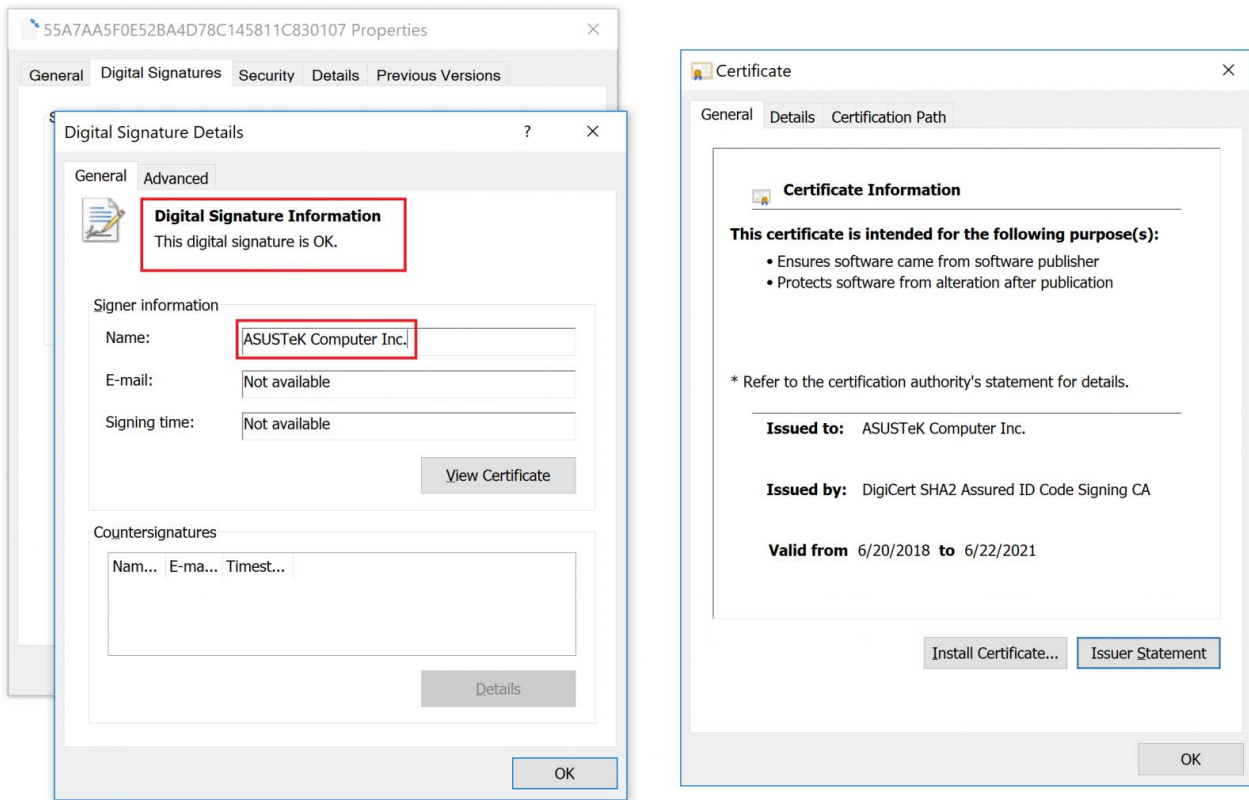 55A7AA5F0E52BA4D78C145811C830107 Properties
General Digital Signatures Security Details Previous Versions
Digital Signature Details
General Advanced
Digital Signature Information
This digital signature is OK.
Signer information
Name: ASUSTeK Computer Inc.
E-mail: Not available
Signing time: Not available
View Certificate
Countersignatures
Nam... E-ma... Timest...
Details
OK
Certificate
General Details Certification Path
Certificate Information
This certificate is intended for the following purpose(s):
• Ensures software came from software publisher
• Protects software from alteration after publication
* Refer to the certification authority's statement for details.
Issued to: ASUSTeK Computer Inc.
Issued by: DigiCert SHA2 Assured ID Code Signing CA
Valid from 6/20/2018 to 6/22/2021
Install Certificate... Issuer Statement
OK